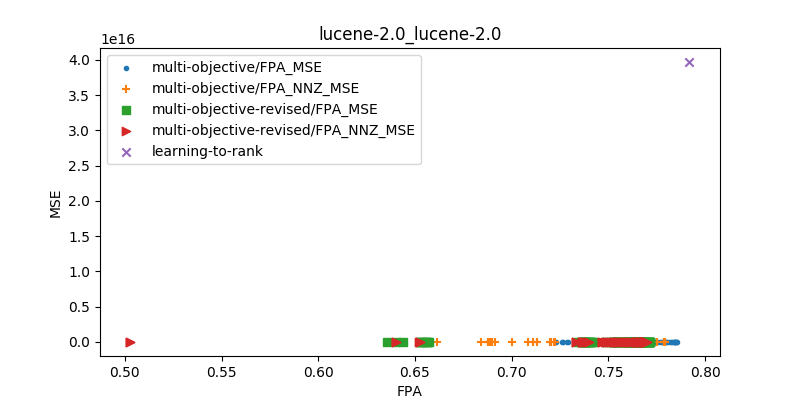 lucene-2.0_lucene-2.0
1e16
multi-objective/FPA_MSE
multi-objective/FPA_NNZ_MSE
multi-objective-revised/FPA_MSE
multi-objective-revised/FPA_NNZ_MSE
learning-to-rank
4.0
3.5
3.0
2.5
2.0
1.5
1.0
0.5
0.0
MSE
0.50
0.55
0.60
0.65
0.70
0.75
0.80
FPA